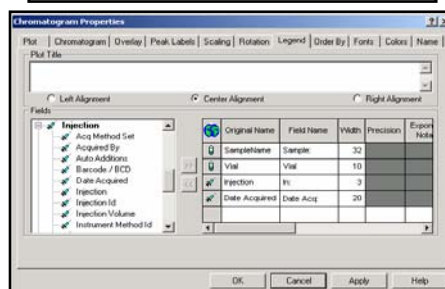 Chromatogram Properties
Plot Chromatogram Overlay Peak Labels Scaling Rotation Legend Order By Fonts Colors Name
Plot Title
Left Alignment Center Alignment Right Alignment
Fields
Injection
Acq Method Set
Acquired By
Auto Additions
Barcode / BCD
Date Acquired
Injection
Injection Id
Injection Volume
Instrument Method Id
>>
<<
Original Name Field Name Width Precision Expon Nota
SampleName Sample: 32
Vial Vial 10
Injection In: 3
Date Acquired Date Acq: 20
OK Cancel Apply Help